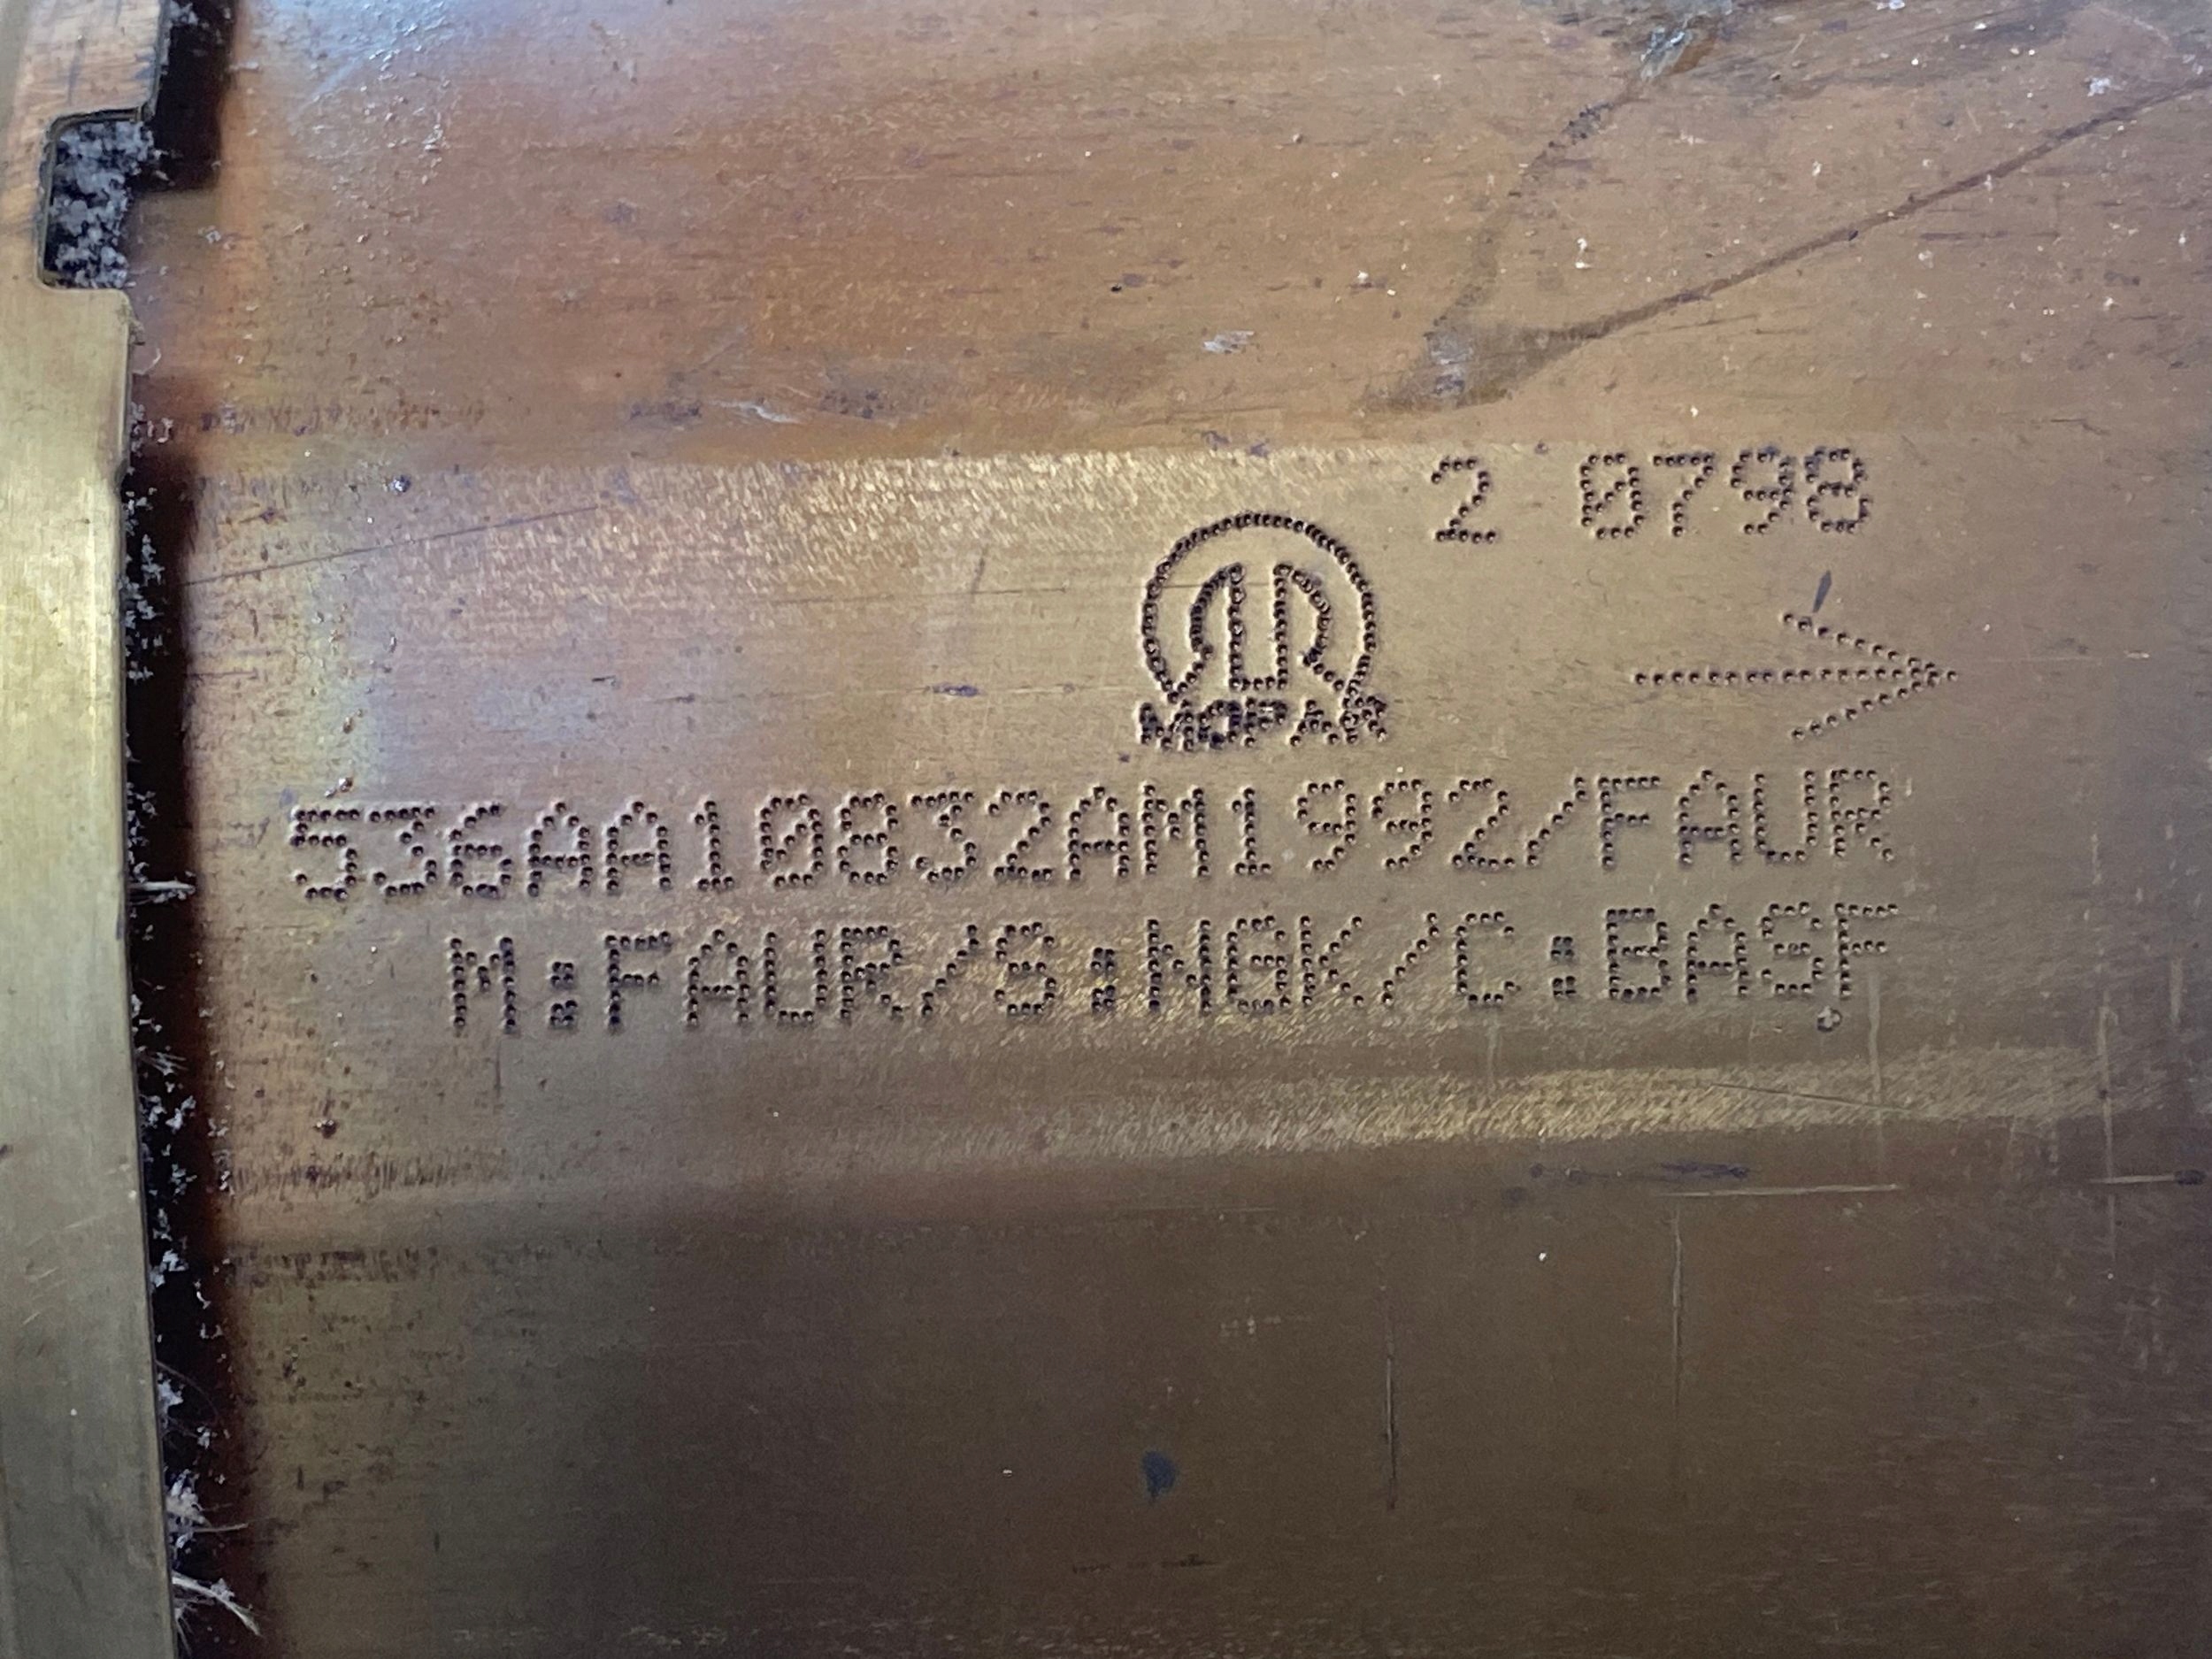 2 0798
MOPAR
536AA10832AM1992/FAUR
M:FAUR/S:NGK/C:BASF